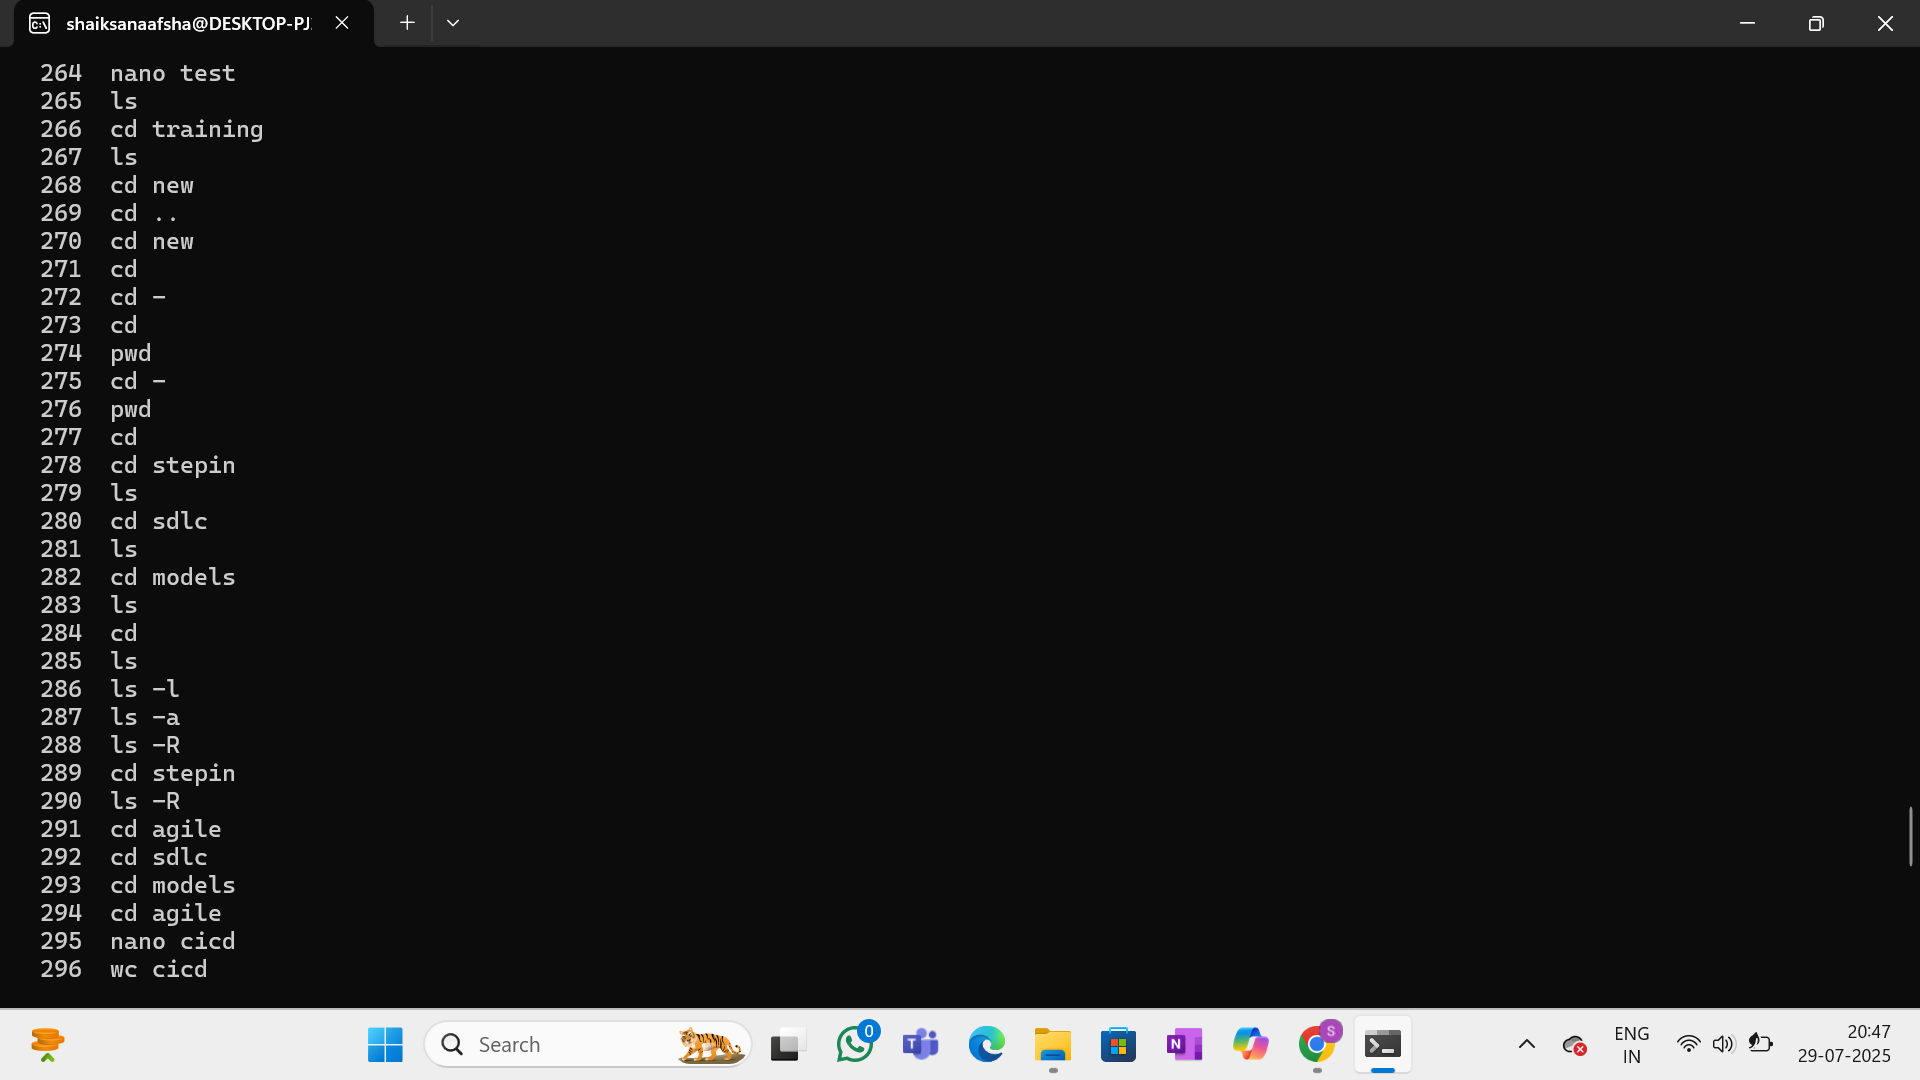 shaiksanaafsha@DESKTOP-PJ
264 nano test
265 ls
266 cd training
267 ls
268 cd new
269 cd ..
270 cd new
271 cd
272 cd -
273 cd
274 pwd
275 cd -
276 pwd
277 cd
278 cd stepin
279 ls
280 cd sdlc
281 ls
282 cd models
283 ls
284 cd
285 ls
286 ls -l
287 ls -a
288 ls -R
289 cd stepin
290 ls -R
291 cd agile
292 cd sdlc
293 cd models
294 cd agile
295 nano cicd
296 wc cicd
Search
0
T
N
S
ENG
IN
20:47
29-07-2025